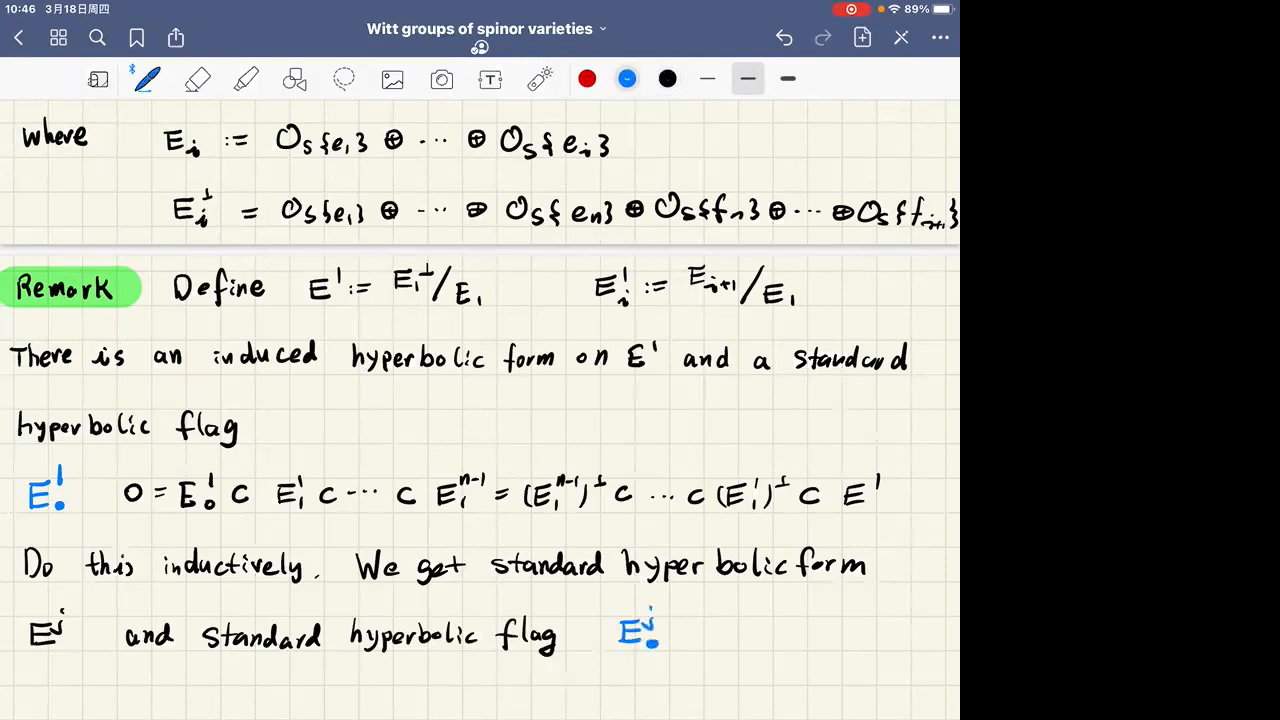 10:46 3月18日周四 89%
Witt groups of spinor varieties
T
where E_i := O_S{e_1} ⊕ ··· ⊕ O_S{e_i}
E_i^⊥ = O_S{e_1} ⊕ ··· ⊕ O_S{e_n} ⊕ O_S{f_n} ⊕ ··· ⊕ O_S{f_{i+1}}
Remark Define E^1 := E_1^⊥/E_1 E_i^1 := E_{i+1}/E_1
There is an induced hyperbolic form on E^1 and a standard
hyperbolic flag
E_•^1 0 = E_0^1 ⊂ E_1^1 ⊂ ··· ⊂ E_1^{n-1} = (E_1^{n-1})^⊥ ⊂ ··· ⊂ (E_1^1)^⊥ ⊂ E^1
Do this inductively. We get standard hyperbolic form
E^j and standard hyperbolic flag E_•^j